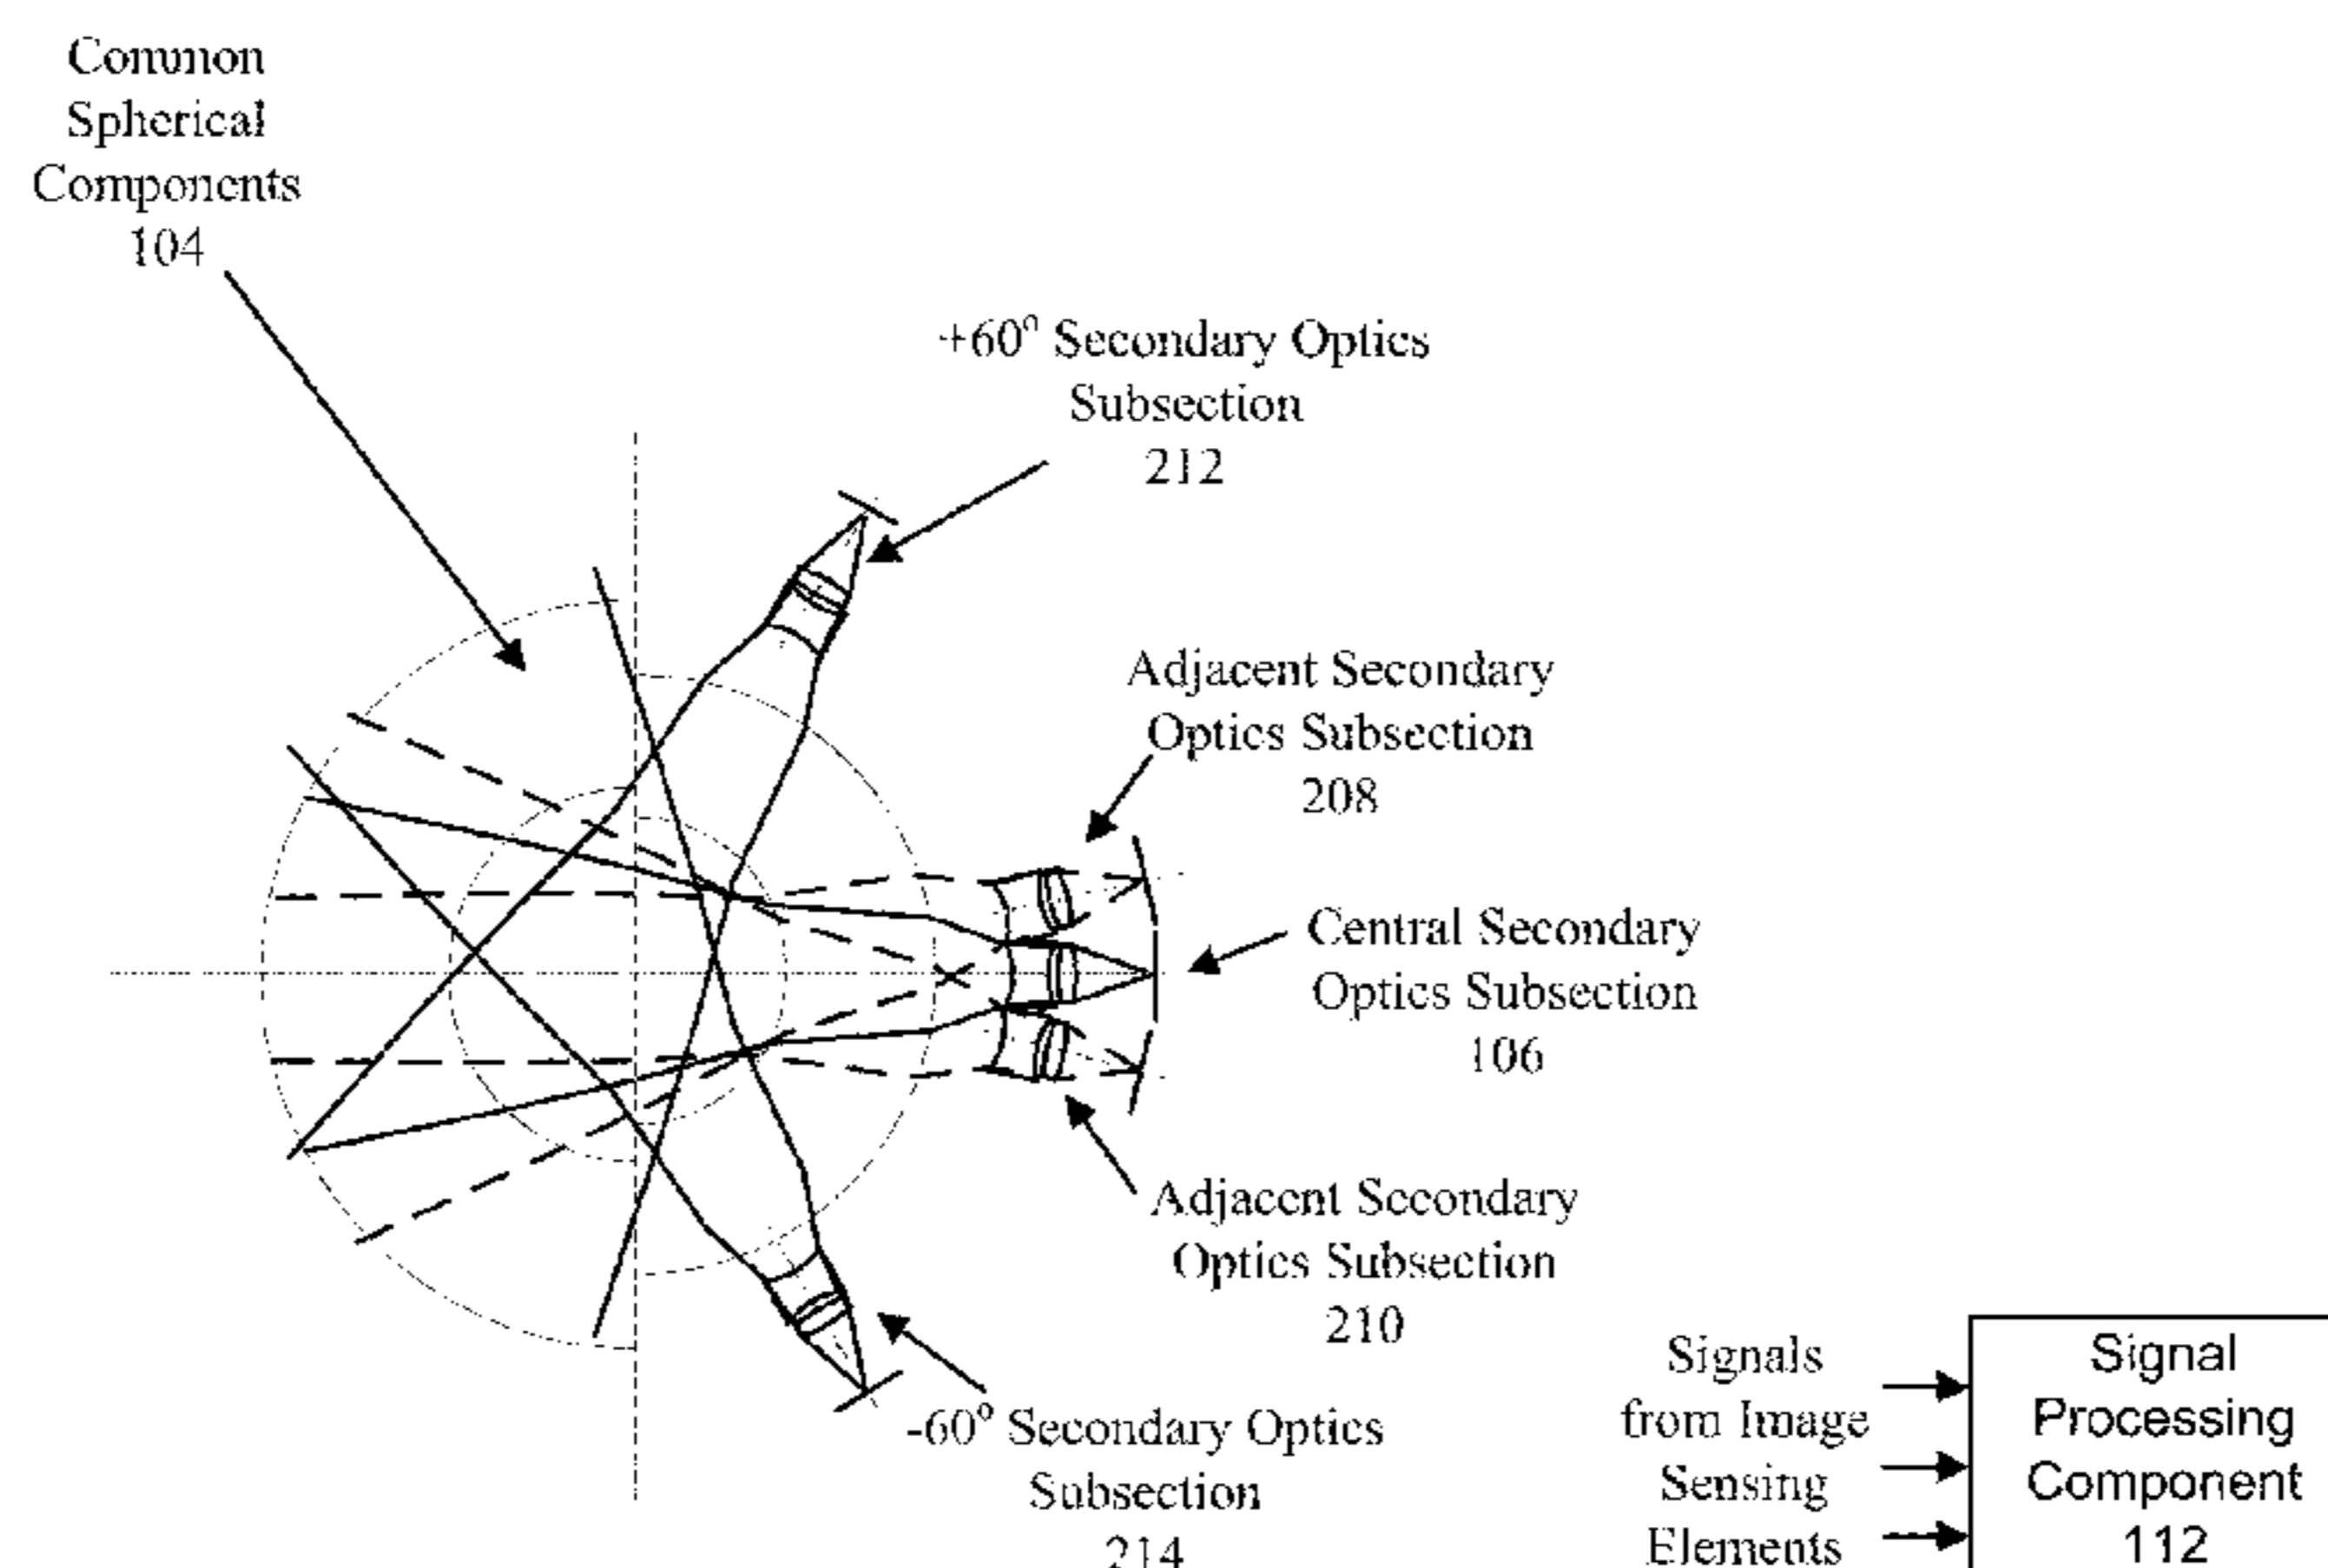 Common
Spherical
Components
104
+60° Secondary Optics
Subsection
212
Adjacent Secondary
Optics Subsection
208
Central Secondary
Optics Subsection
106
Adjacent Secondary
Optics Subsection
210
-60° Secondary Optics
Subsection
214
Signals
from Image
Sensing
Elements
Signal
Processing
Component
112